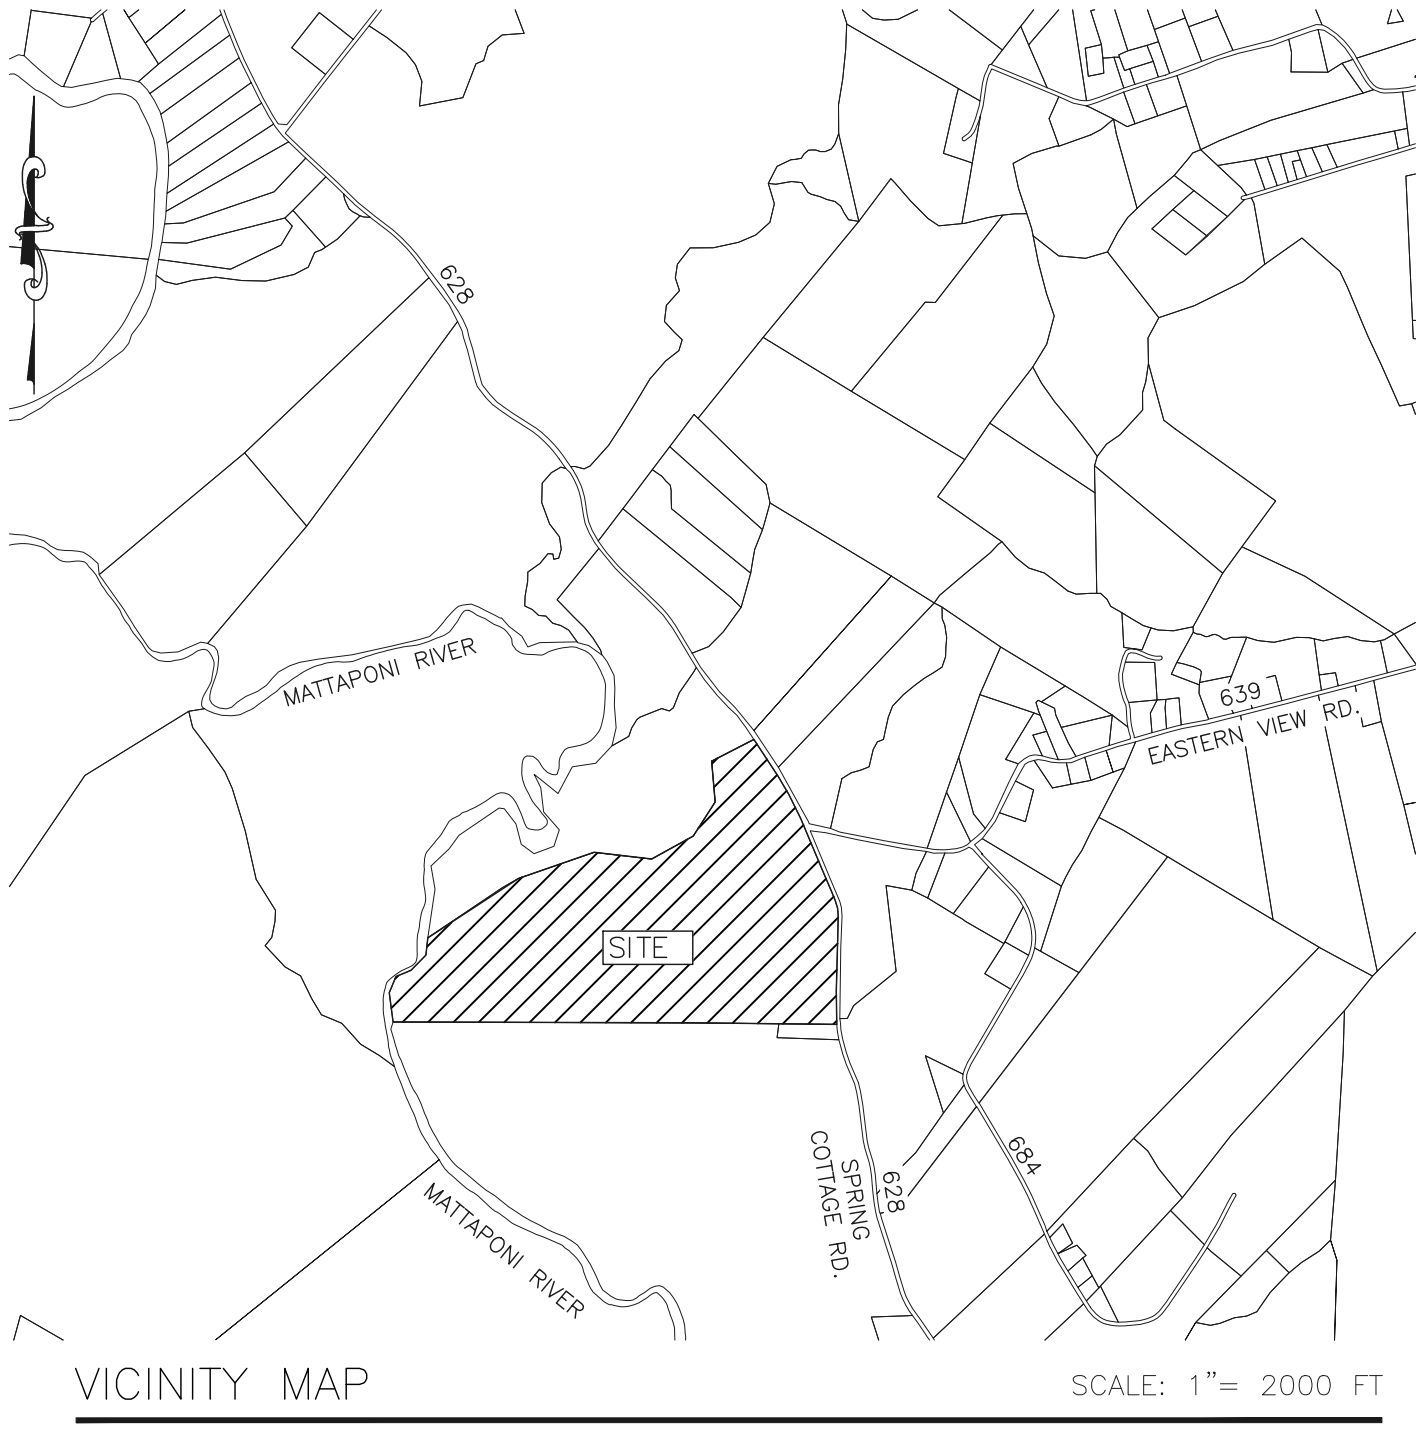 628
MATTAPONI RIVER
639
EASTERN VIEW RD.
SITE
684
SPRING
COTTAGE RD.
628
MATTAPONI RIVER
VICINITY MAP
SCALE: 1"= 2000 FT